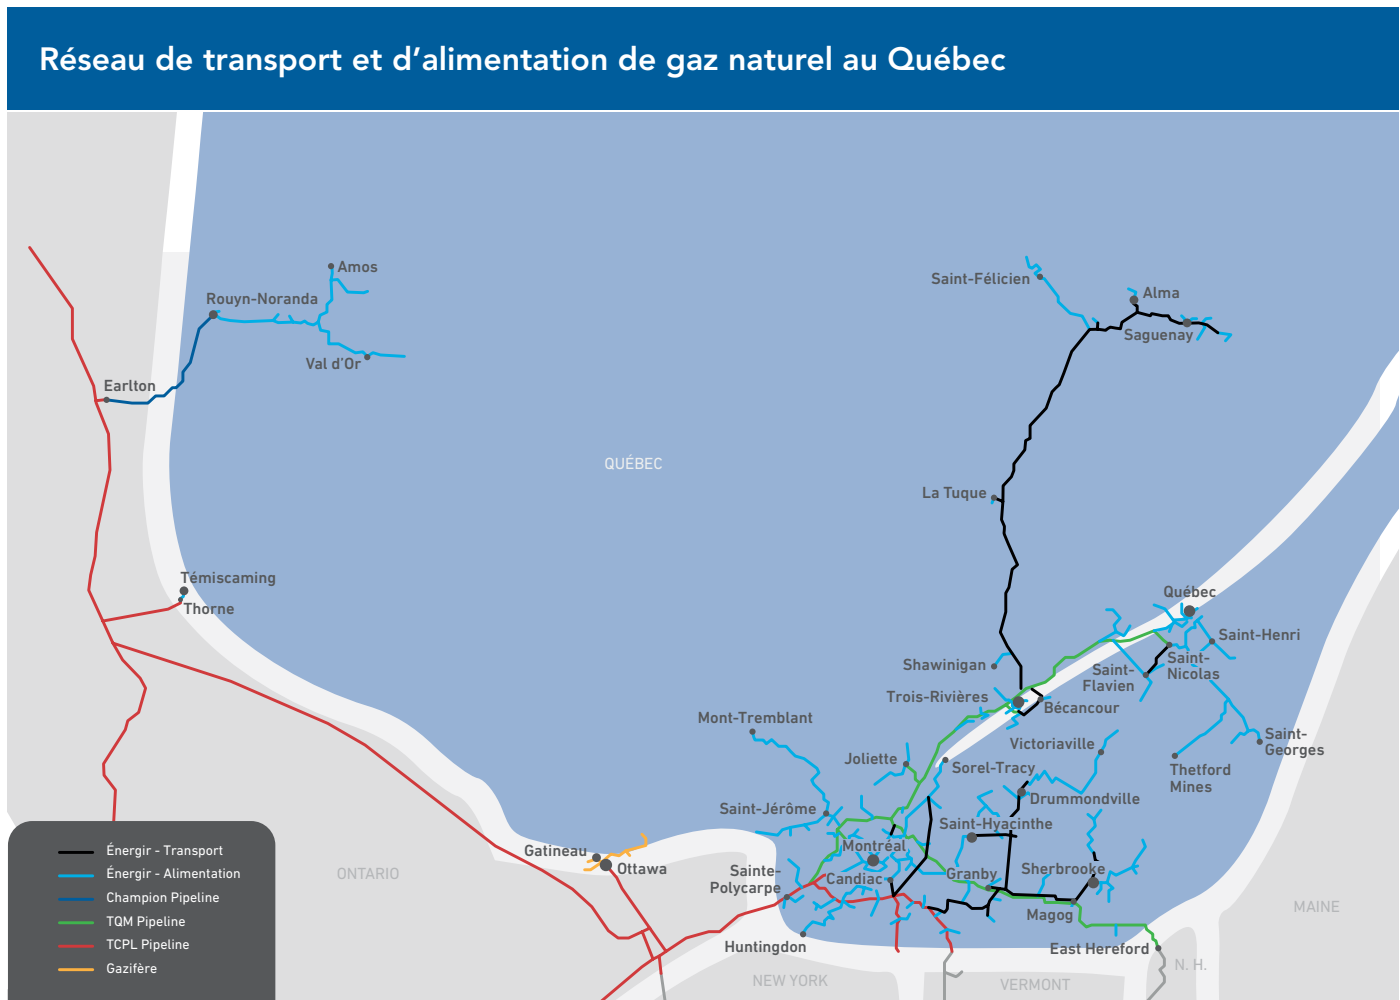 Réseau de transport et d’alimentation de gaz naturel au Québec
Amos
Rouyn-Noranda
Val d’Or
Earlton
Saint-Félicien
Alma
Saguenay
QUÉBEC
La Tuque
Témiscaming
Thorne
Québec
Saint-Henri
Saint-
Nicolas
Saint-
Flavien
Shawinigan
Trois-Rivières
Bécancour
Mont-Tremblant
Victoriaville
Saint-
Georges
Joliette
Sorel-Tracy
Thetford
Mines
Drummondville
Saint-Jérôme
Saint-Hyacinthe
Montréal
Gatineau
Ottawa
Sainte-
Polycarpe
Candiac
Granby
Sherbrooke
ONTARIO
Magog
MAINE
Huntingdon
East Hereford
N. H.
NEW YORK
VERMONT
Énergir - Transport
Énergir - Alimentation
Champion Pipeline
TQM Pipeline
TCPL Pipeline
Gazifère